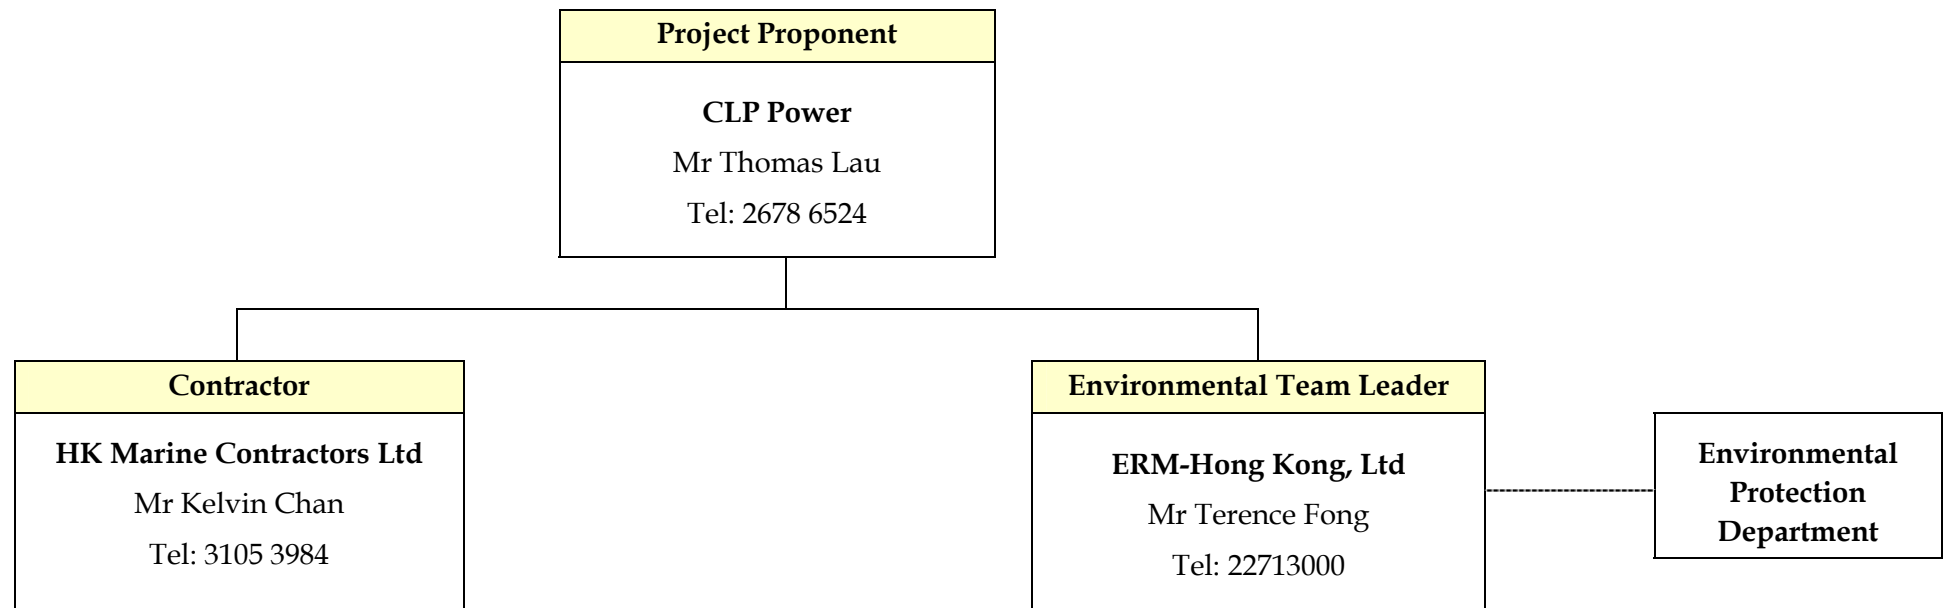 Project Proponent
CLP Power
Mr Thomas Lau
Tel: 2678 6524
Contractor
HK Marine Contractors Ltd
Mr Kelvin Chan
Tel: 3105 3984
Environmental Team Leader
ERM-Hong Kong, Ltd
Mr Terence Fong
Tel: 22713000
Environmental
Protection
Department